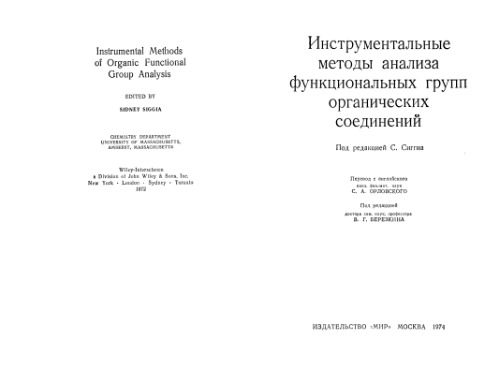 Instrumental Methods
of Organic Functional
Group Analysis
EDITED BY
SIDNEY SIGGIA
CHEMISTRY DEPARTMENT
UNIVERSITY OF MASSACHUSETTS,
AMHERST, MASSACHUSETTS
Wiley-Interscience
a Division of John Wiley & Sons, Inc.
New York · London · Sydney · Toronto
1972
Инструментальные
методы анализа
функциональных групп
органических
соединений
Под редакцией С. Сиггиа
Перевод с английского
канд. биолог. наук
С. А. ОРЛОВСКОГО
Под редакцией
доктора хим. наук, профессора
В. Г. БЕРЕЗКИНА
ИЗДАТЕЛЬСТВО «МИР» МОСКВА 1974